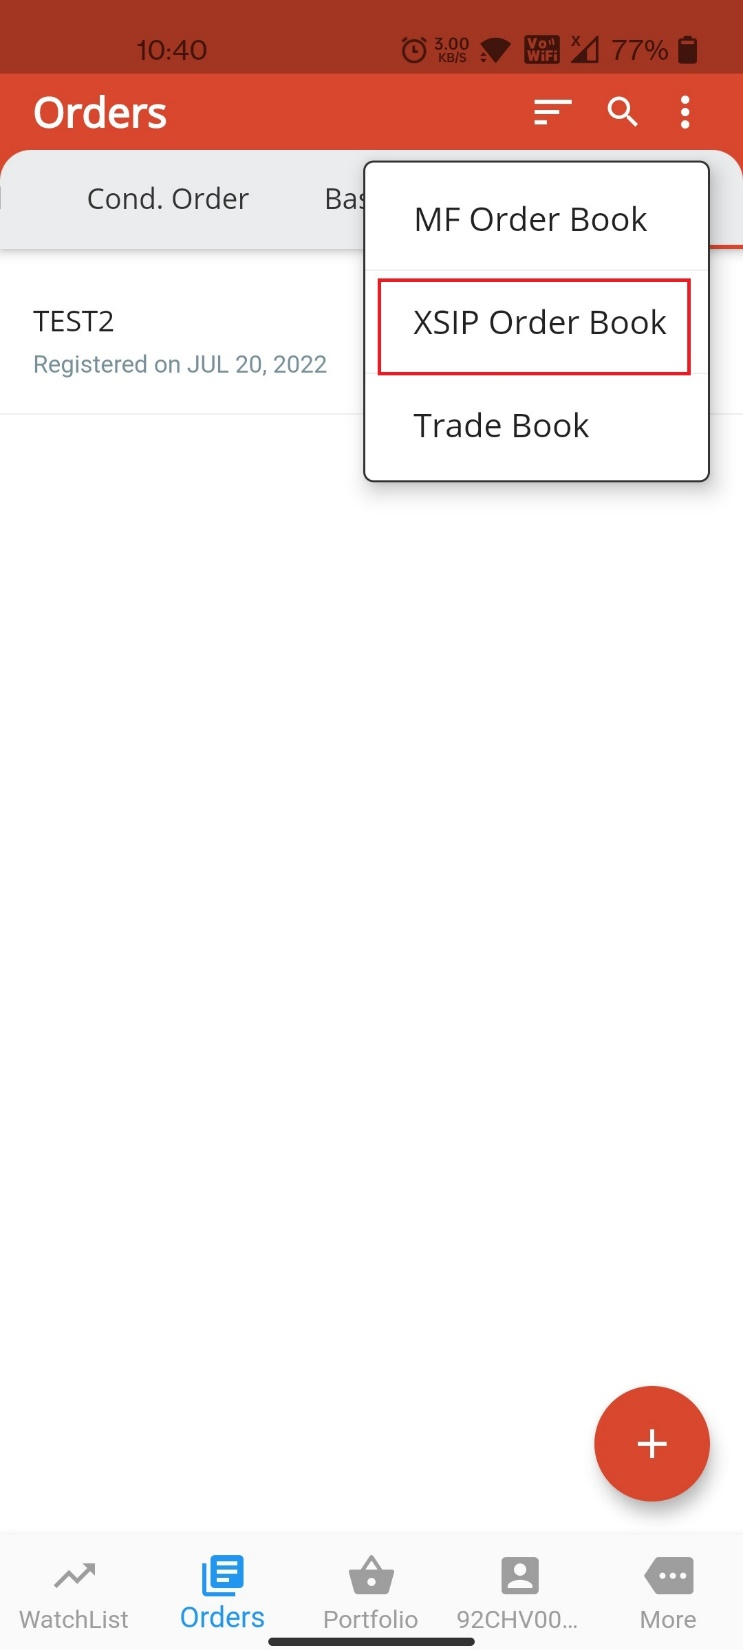 10:40
3.00
KB/S
Vo
WiFi
X
77%
Orders
Cond. Order
Bas
MF Order Book
TEST2
XSIP Order Book
Registered on JUL 20, 2022
Trade Book
WatchList
Orders
Portfolio
92CHV00...
More